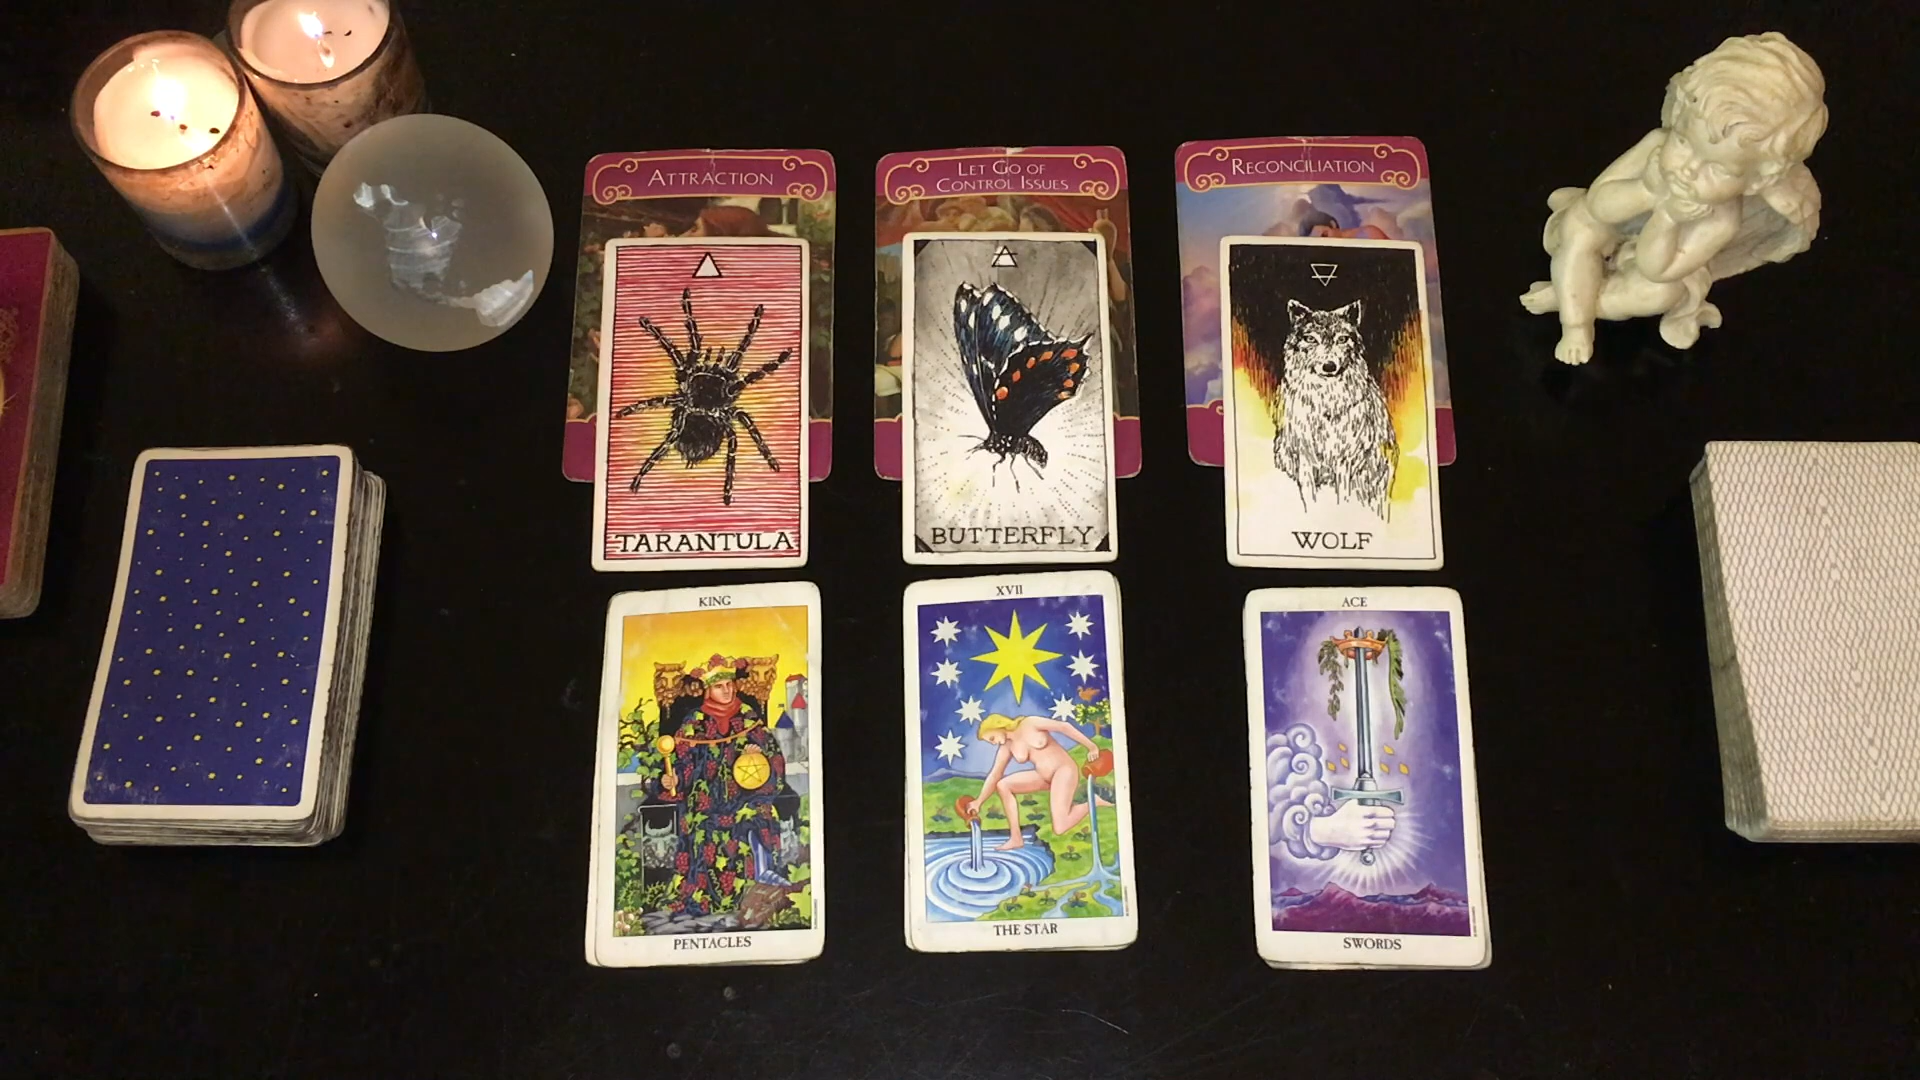 ATTRACTION
LET GO OF
CONTROL ISSUES
RECONCILIATION
TARANTULA
BUTTERFLY
WOLF
KING
PENTACLES
XVII
THE STAR
ACE
SWORDS